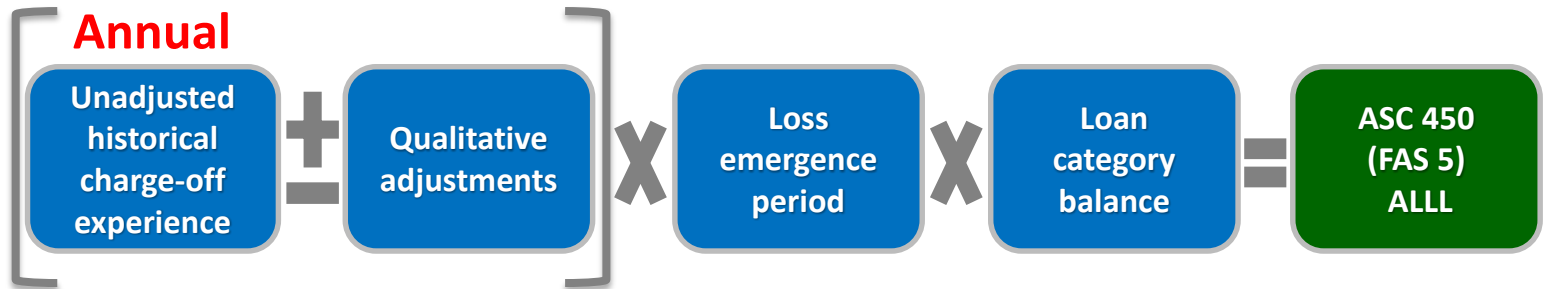 Annual
Unadjusted
historical
charge-off
experience
Qualitative
adjustments
Loss
emergence
period
Loan
category
balance
ASC 450
(FAS 5)
ALLL